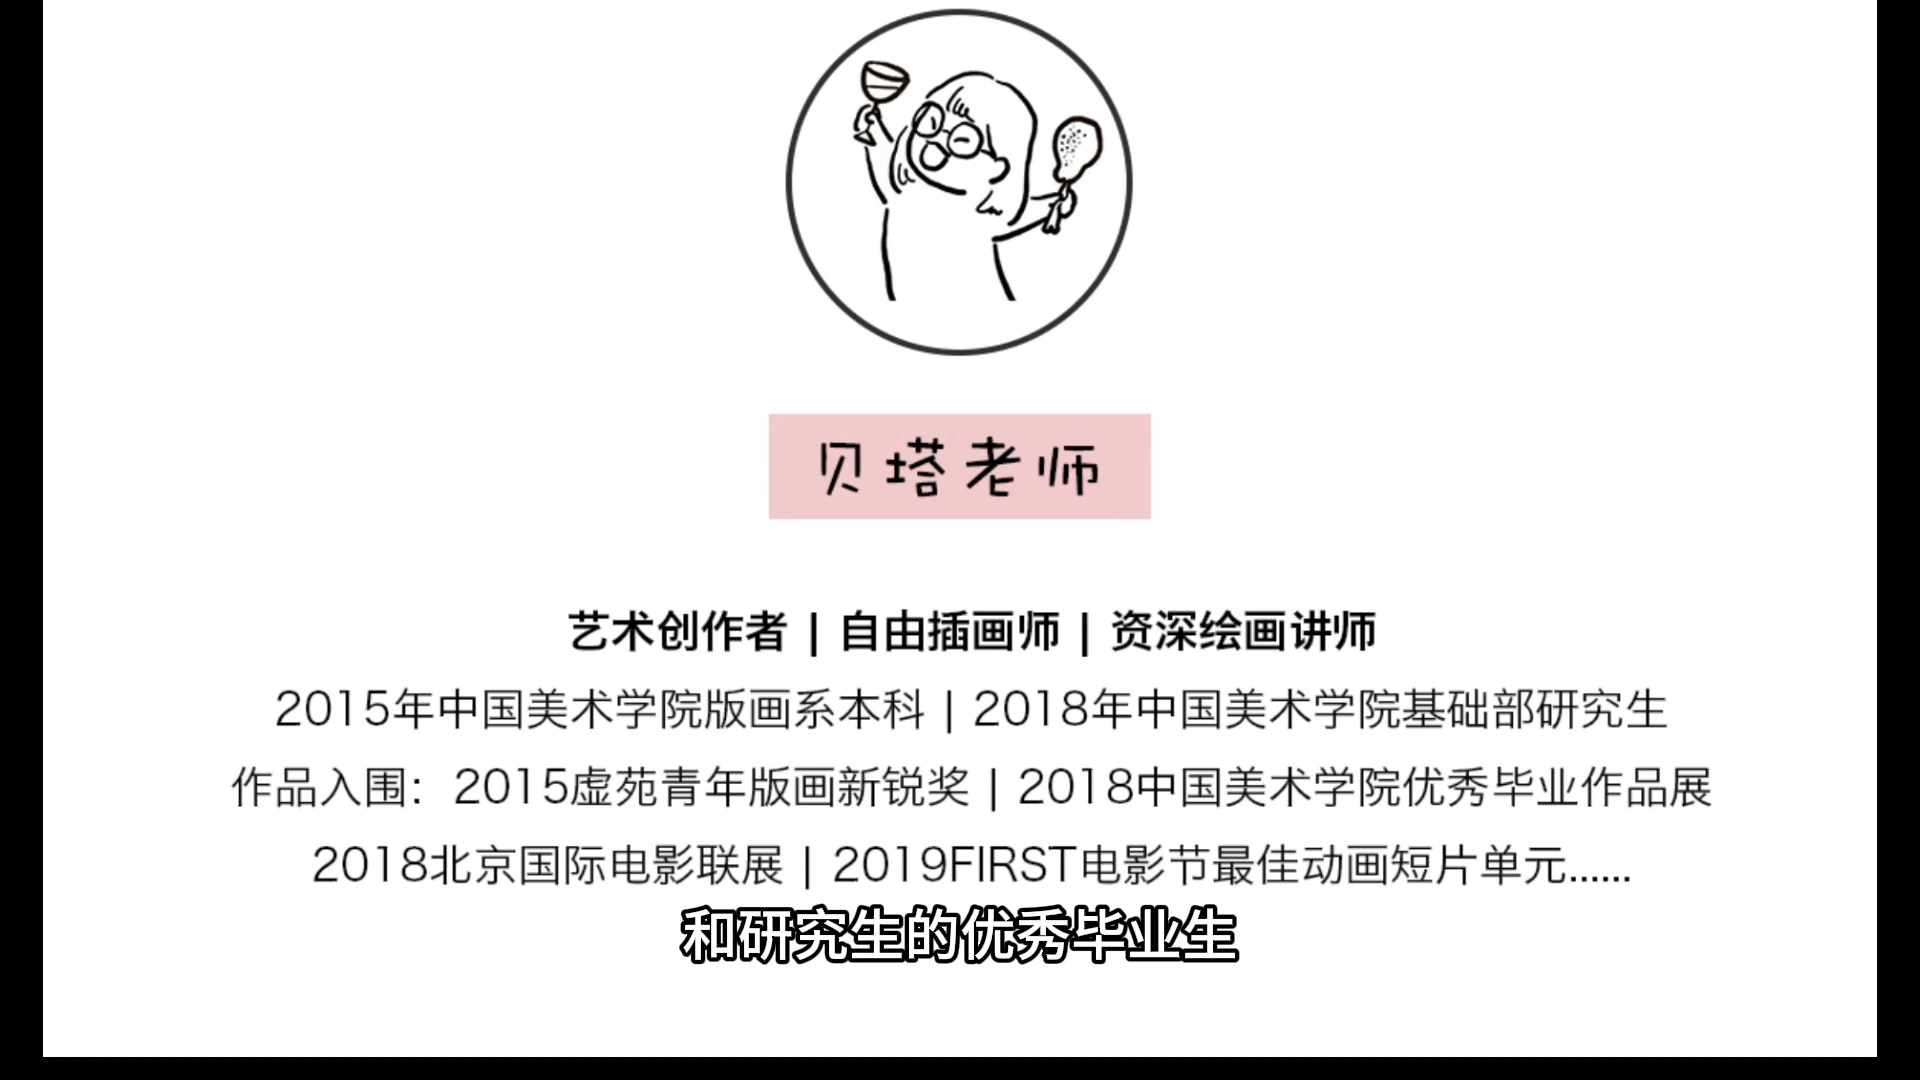 贝塔老师
艺术创作者 | 自由插画师 | 资深绘画讲师
2015年中国美术学院版画系本科 | 2018年中国美术学院基础部研究生
作品入围：2015虚苑青年版画新锐奖 | 2018中国美术学院优秀毕业作品展
2018北京国际电影联展 | 2019FIRST电影节最佳动画短片单元......
和研究生的优秀毕业生